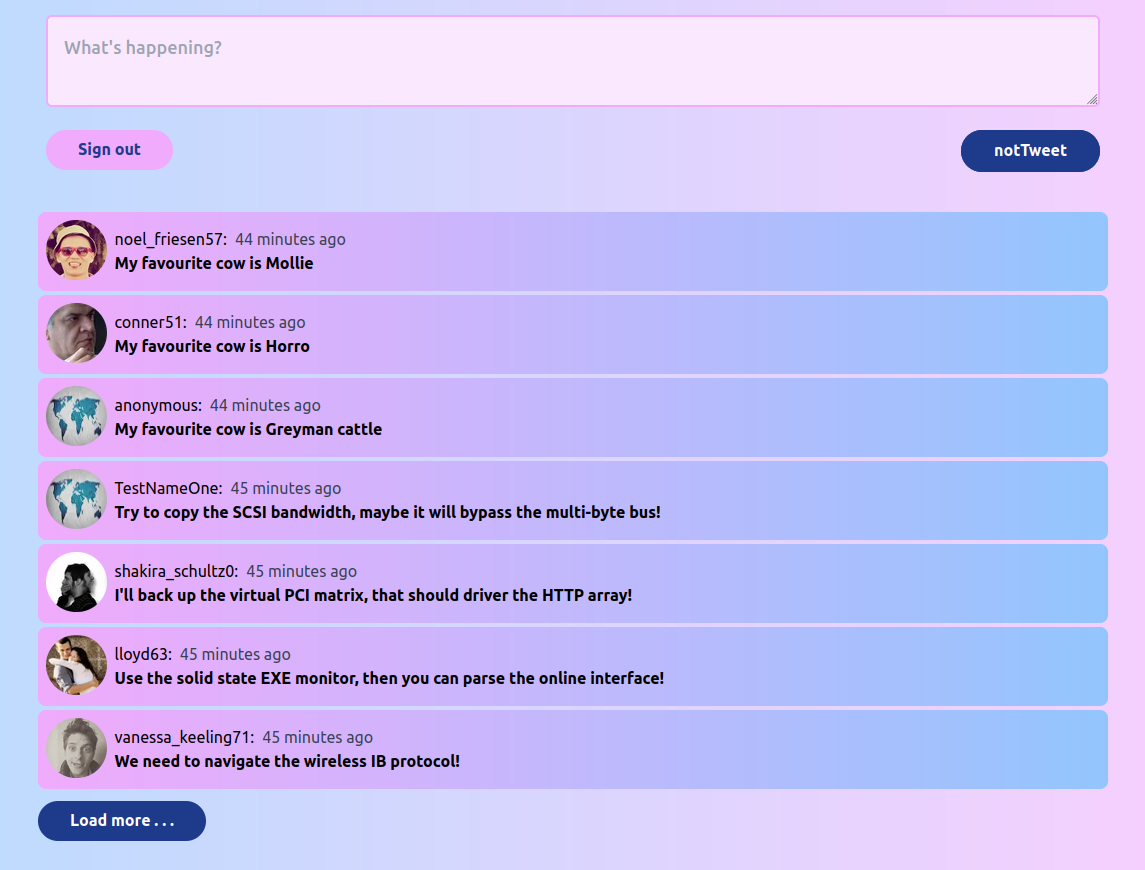 What's happening?
Sign out
notTweet
noel_friesen57: 44 minutes ago
My favourite cow is Mollie
conner51: 44 minutes ago
My favourite cow is Horro
anonymous: 44 minutes ago
My favourite cow is Greyman cattle
TestNameOne: 45 minutes ago
Try to copy the SCSI bandwidth, maybe it will bypass the multi-byte bus!
shakira_schultz0: 45 minutes ago
I'll back up the virtual PCI matrix, that should driver the HTTP array!
lloyd63: 45 minutes ago
Use the solid state EXE monitor, then you can parse the online interface!
vanessa_keeling71: 45 minutes ago
We need to navigate the wireless IB protocol!
Load more . . .